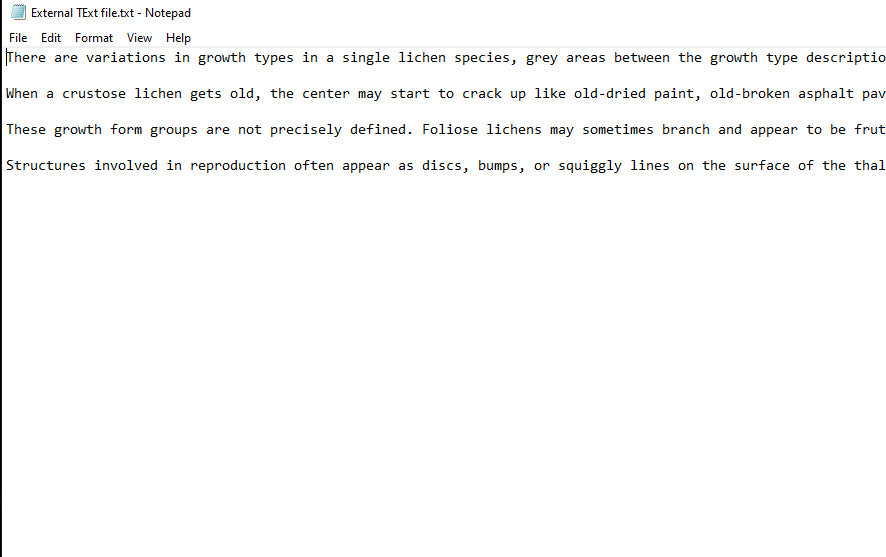 External TExt file.txt - Notepad
File Edit Format View Help
There are variations in growth types in a single lichen species, grey areas between the growth type descriptio
When a crustose lichen gets old, the center may start to crack up like old-dried paint, old-broken asphalt pav
These growth form groups are not precisely defined. Foliose lichens may sometimes branch and appear to be frut
Structures involved in reproduction often appear as discs, bumps, or squiggly lines on the surface of the thal